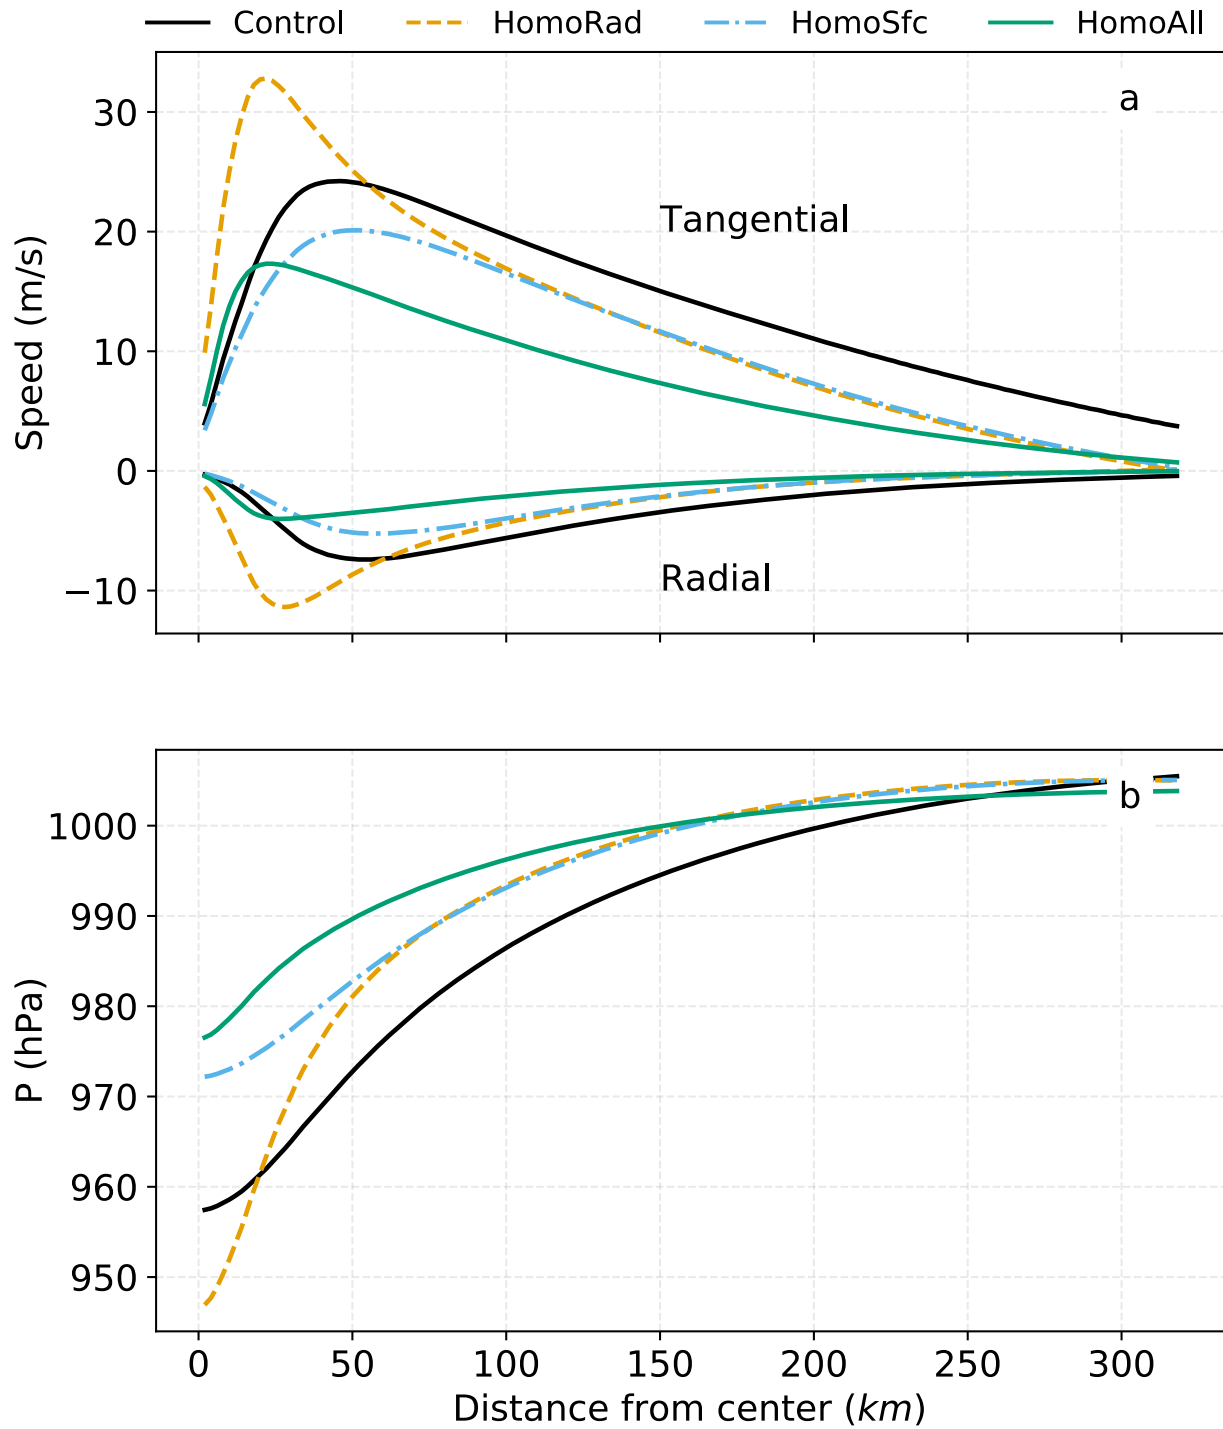 Control HomoRad HomoSfc HomoAll
a
30
20
10
0
−10
Speed (m/s)
Tangential
Radial
b
1000
990
980
970
960
950
P (hPa)
0 50 100 150 200 250 300
Distance from center (km)